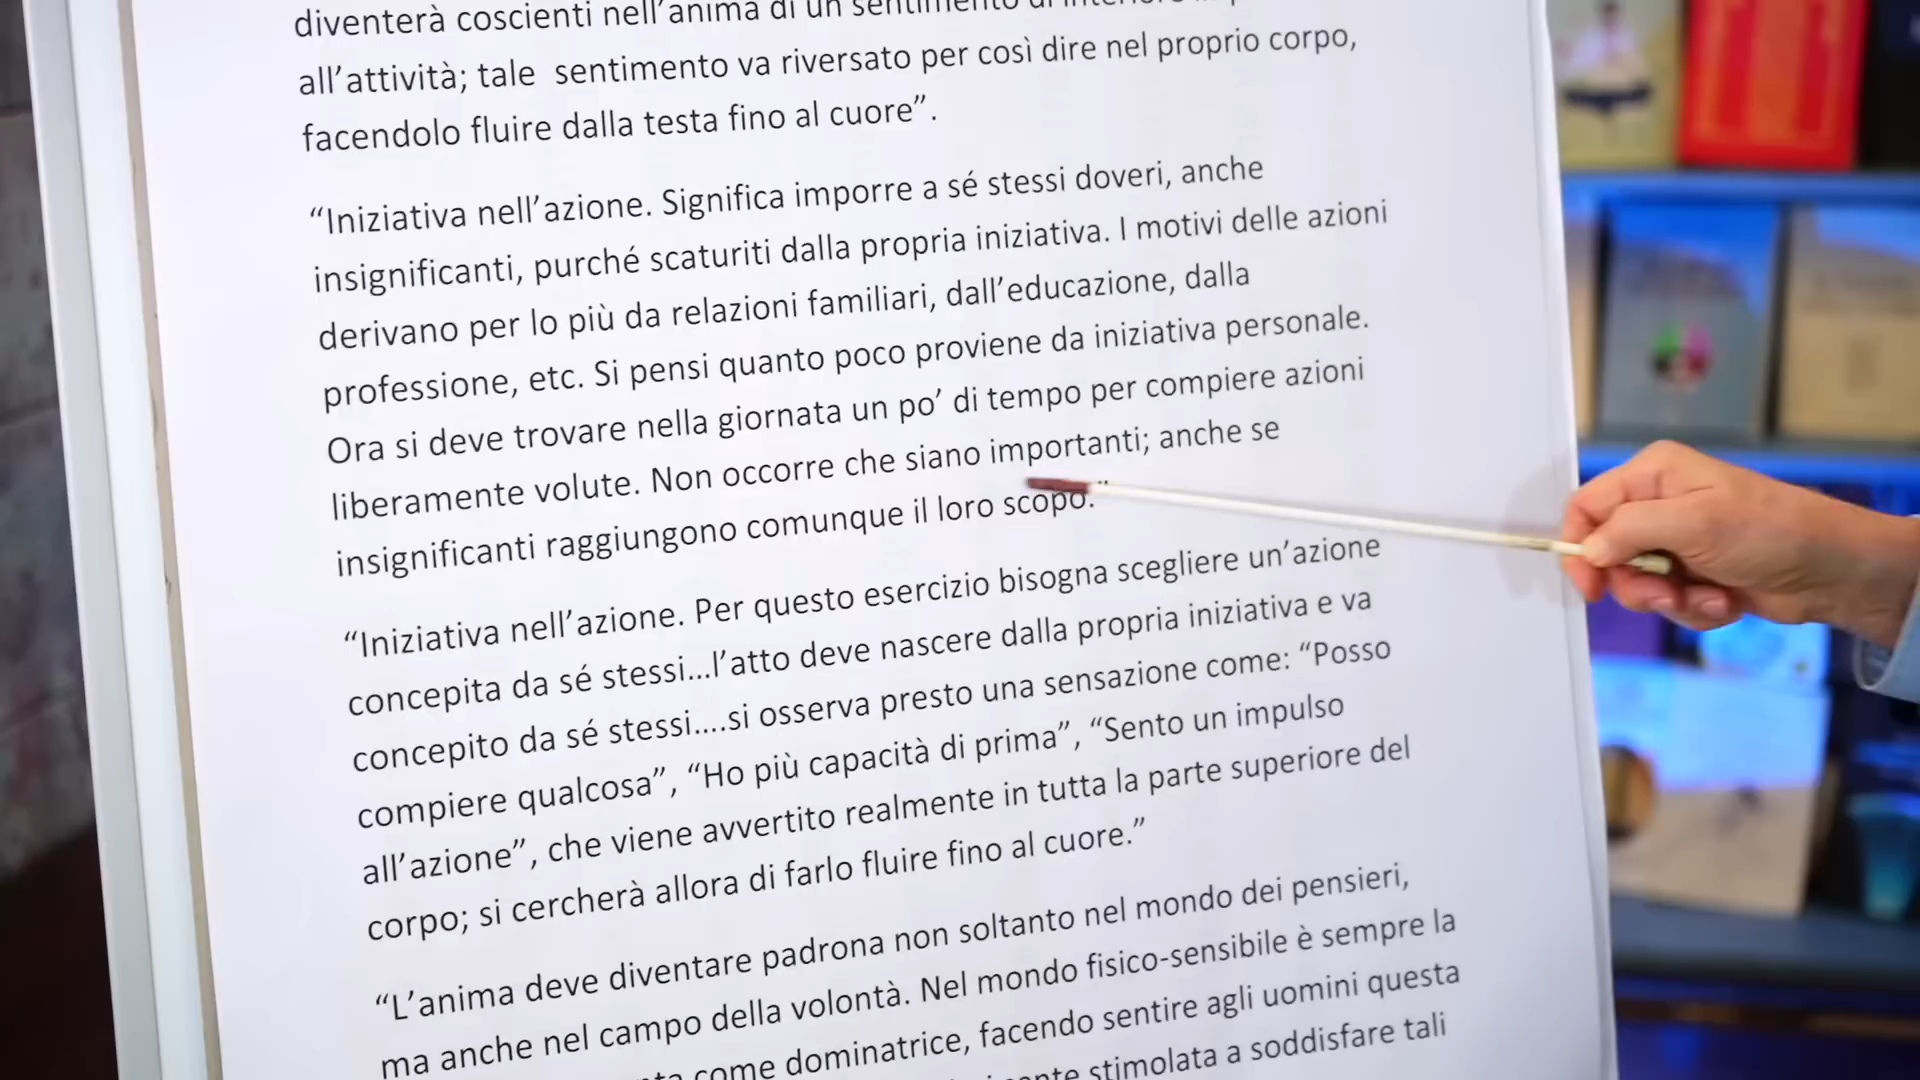 diventerà coscienti nell'anima di un sentimento di
all'attività; tale  sentimento va riversato per così dire nel proprio corpo,
facendolo fluire dalla testa fino al cuore”.
“Iniziativa nell'azione. Significa imporre a sé stessi doveri, anche
insignificanti, purché scaturiti dalla propria iniziativa. I motivi delle azioni
derivano per lo più da relazioni familiari, dall'educazione, dalla
professione, etc. Si pensi quanto poco proviene da iniziativa personale.
Ora si deve trovare nella giornata un po’ di tempo per compiere azioni
liberamente volute. Non occorre che siano importanti; anche se
insignificanti raggiungono comunque il loro scopo.”
“Iniziativa nell’azione. Per questo esercizio bisogna scegliere un’azione
concepita da sé stessi...l’atto deve nascere dalla propria iniziativa e va
concepito da sé stessi....si osserva presto una sensazione come: “Posso
compiere qualcosa”, “Ho più capacità di prima”, “Sento un impulso
all’azione”, che viene avvertito realmente in tutta la parte superiore del
corpo; si cercherà allora di farlo fluire fino al cuore.”
“L’anima deve diventare padrona non soltanto nel mondo dei pensieri,
ma anche nel campo della volontà. Nel mondo fisico-sensibile è sempre la
come dominatrice, facendo sentire agli uomini questa
stimolata a soddisfare tali